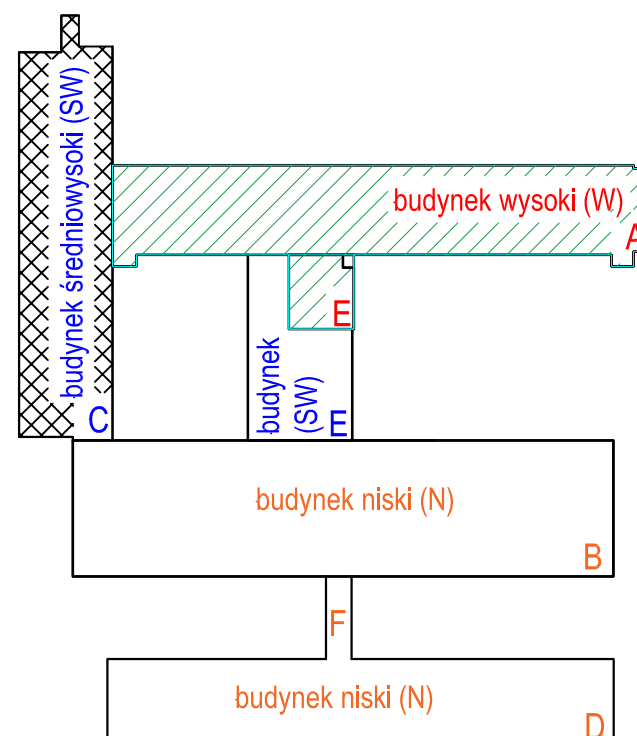 budynek średniowysoki (SW)
C
budynek wysoki (W)
A
E
budynek
(SW)
E
budynek niski (N)
B
F
budynek niski (N)
D